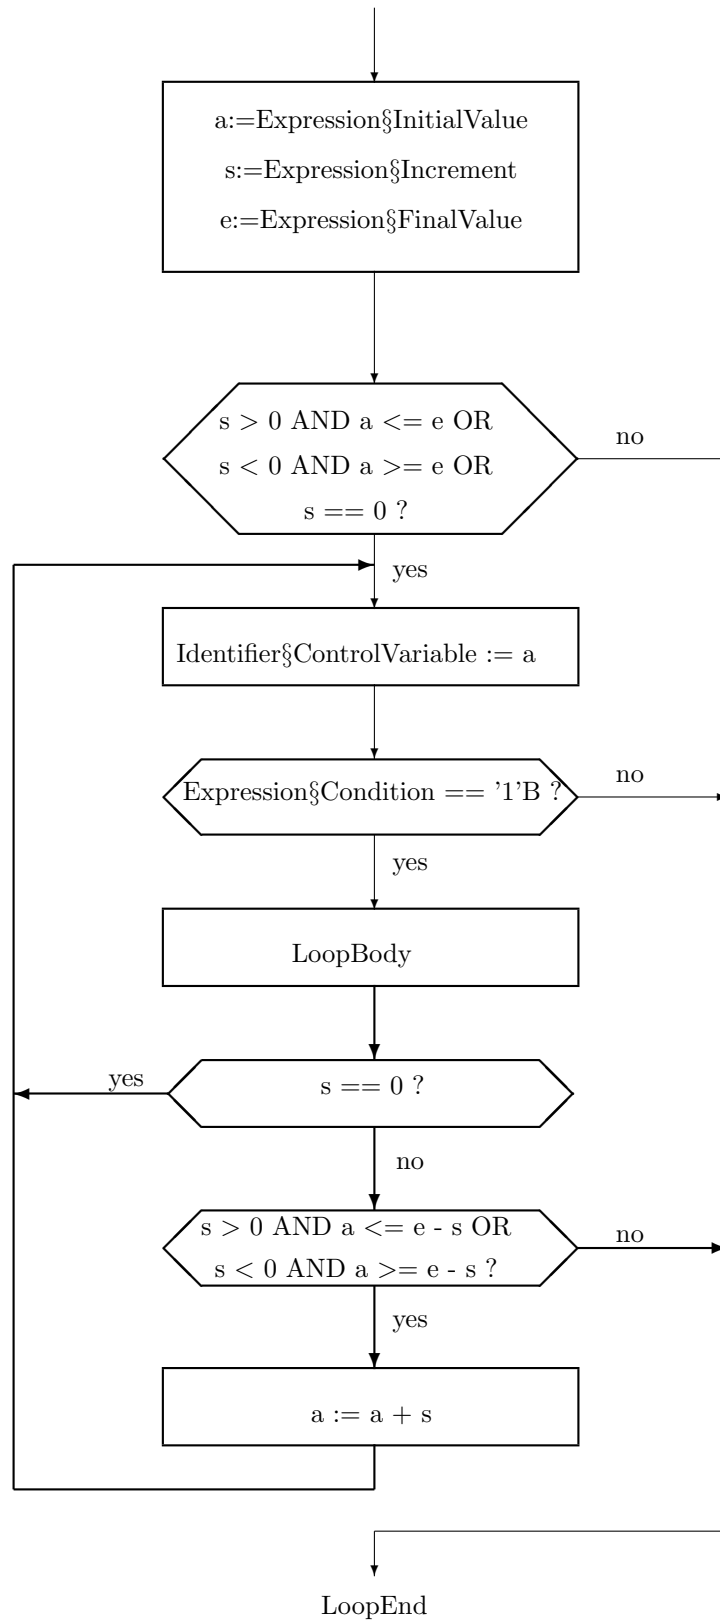 a:=Expression§InitialValue
s:=Expression§Increment
e:=Expression§FinalValue
s > 0 AND a <= e OR
s < 0 AND a >= e OR
s == 0 ?
no
yes
Identifier§ControlVariable := a
Expression§Condition == '1'B ?
no
yes
LoopBody
s == 0 ?
yes
no
s > 0 AND a <= e - s OR
s < 0 AND a >= e - s ?
no
yes
a := a + s
LoopEnd